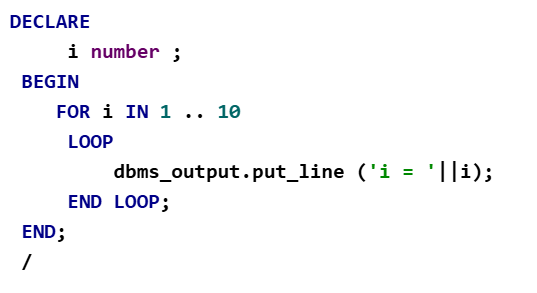 DECLARE
i number ;
BEGIN
FOR i IN 1 .. 10
LOOP
dbms_output.put_line ('i = '||i);
END LOOP;
END;
/